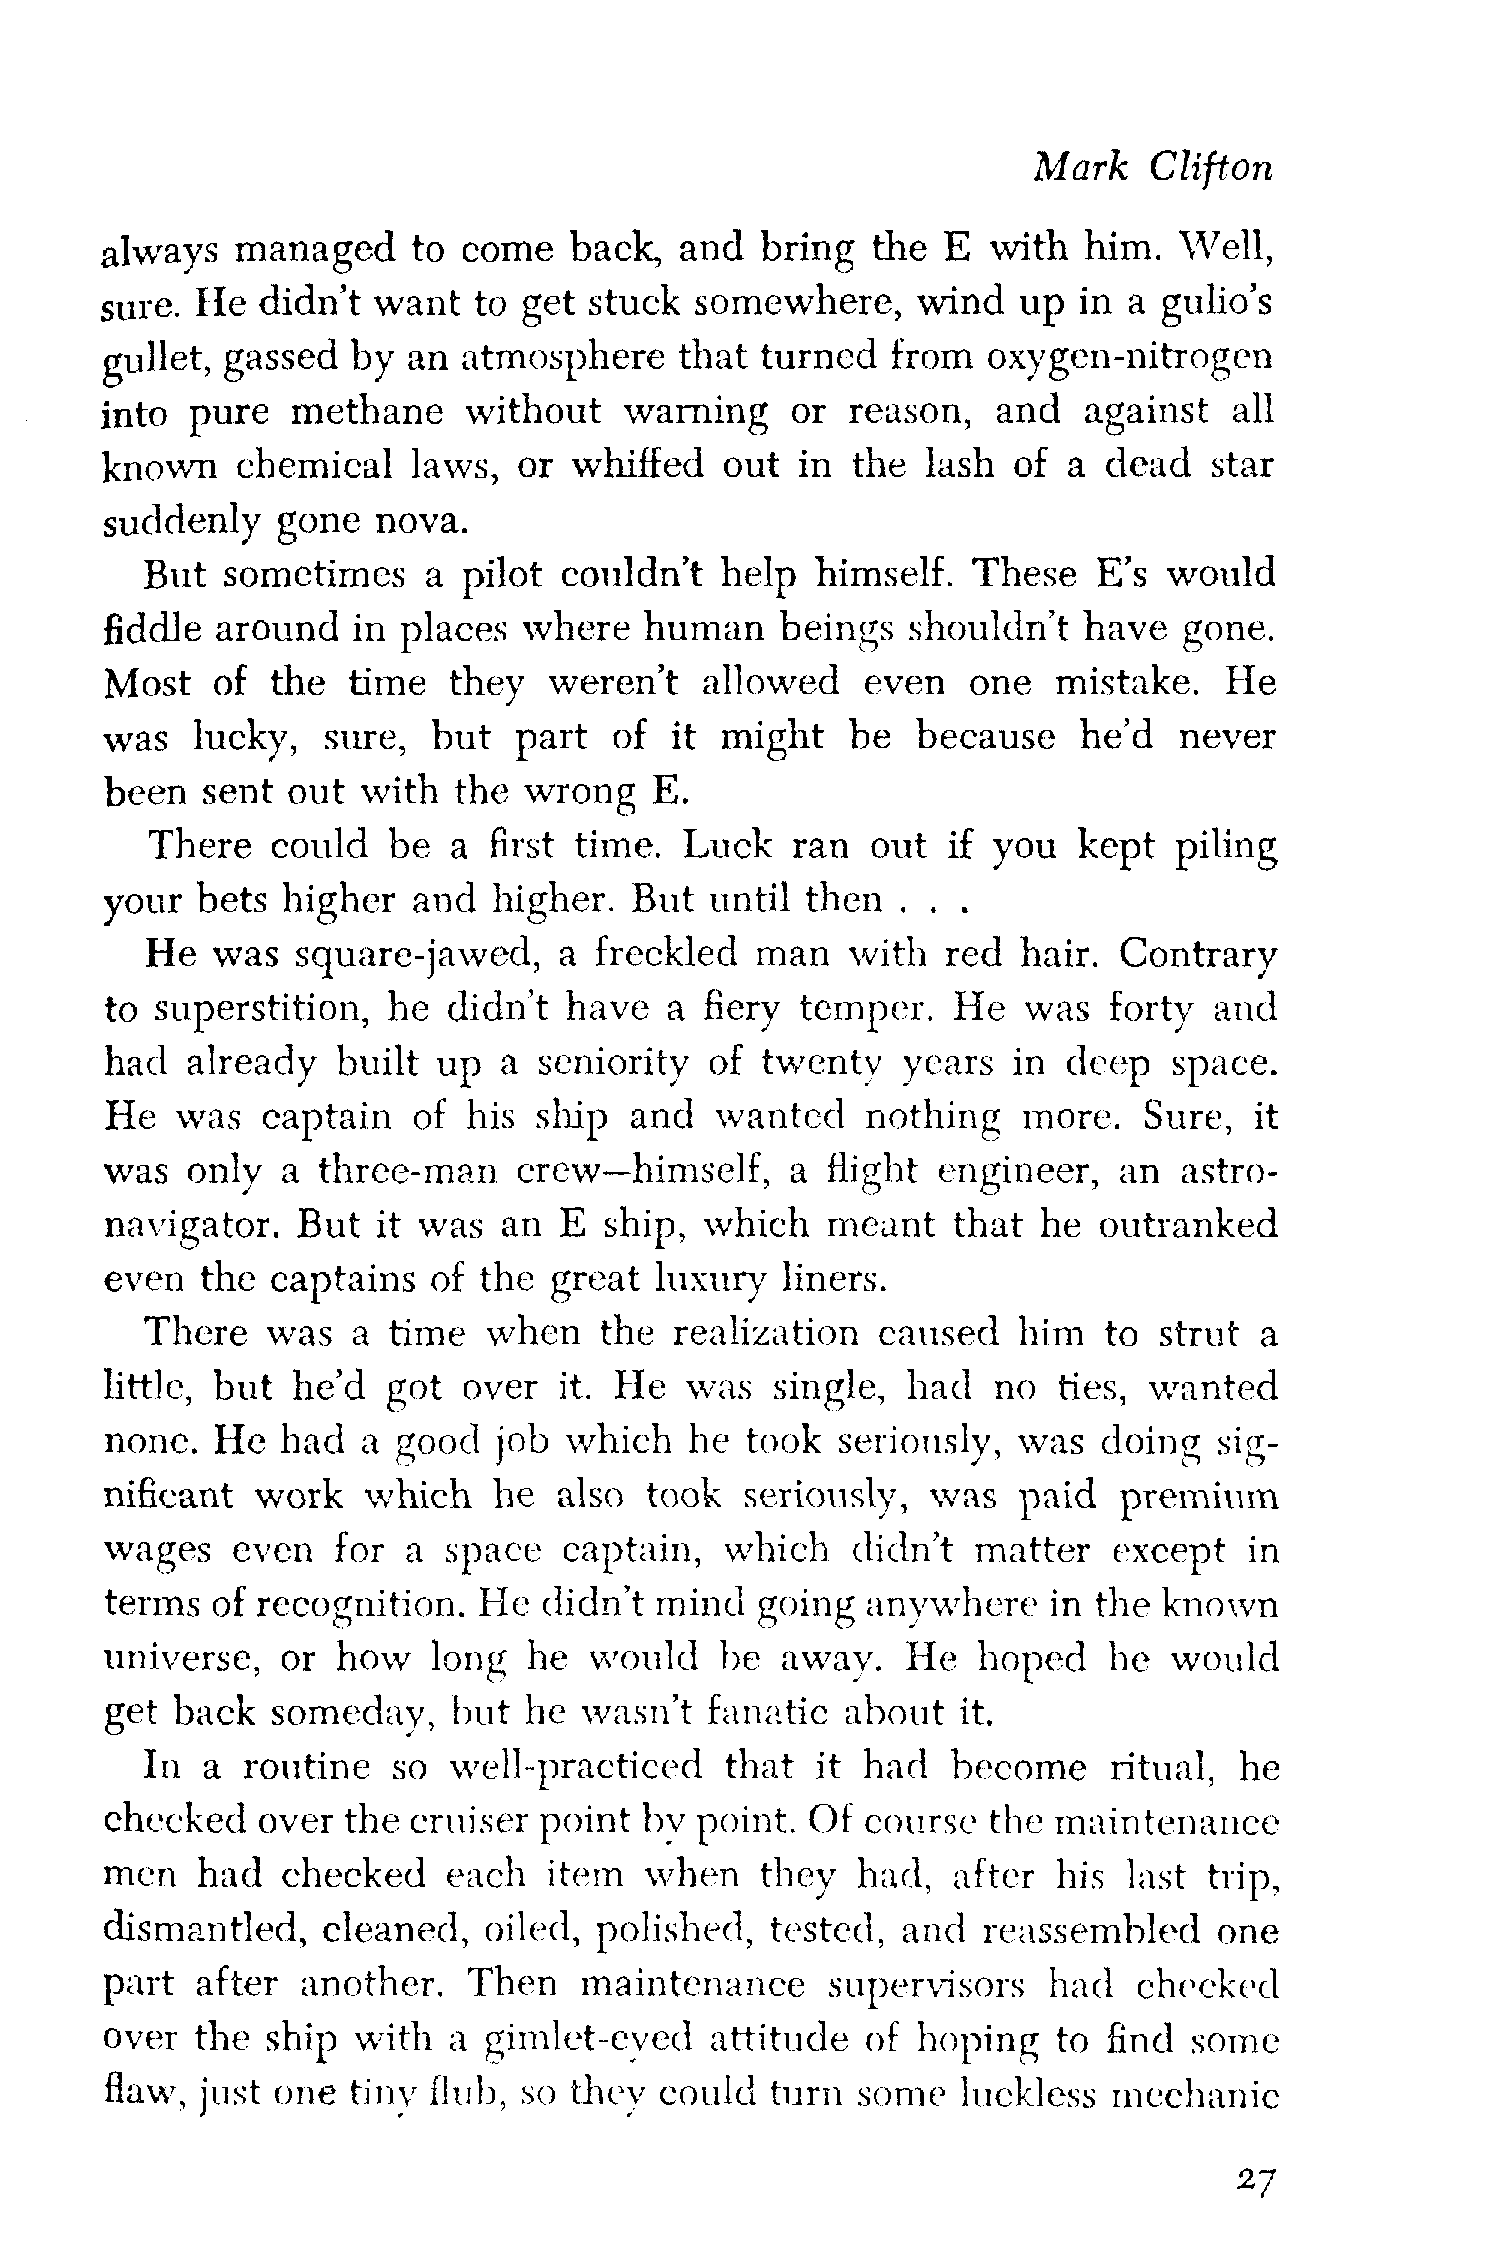 Mark Clifton
always managed to come back, and bring the E with him. Well,
sure. He didn't want to get stuck somewhere, wind up in a gulio's
gullet, gassed by an atmosphere that turned from oxygen-nitrogen
into pure methane without warning or reason, and against all
known chemical laws, or whiffed out in the lash of a dead star
suddenly gone nova.
But sometimes a pilot couldn't help himself. These E's would
fiddle around in places where human beings shouldn't have gone.
Most of the time they weren't allowed even one mistake. He
was lucky, sure, but part of it might be because he'd never
been sent out with the wrong E.
There could be a first time. Luck ran out if you kept piling
your bets higher and higher. But until then . . .
He was square-jawed, a freckled man with red hair. Contrary
to superstition, he didn't have a fiery temper. He was forty and
had already built up a seniority of twenty years in deep space.
He was captain of his ship and wanted nothing more. Sure, it
was only a three-man crew—himself, a flight engineer, an astro-
navigator. But it was an E ship, which meant that he outranked
even the captains of the great luxury liners.
There was a time when the realization caused him to strut a
little, but he'd got over it. He was single, had no ties, wanted
none. He had a good job which he took seriously, was doing sig-
nificant work which he also took seriously, was paid premium
wages even for a space captain, which didn't matter except in
terms of recognition. He didn't mind going anywhere in the known
universe, or how long he would be away. He hoped he would
get back someday, but he wasn't fanatic about it.
In a routine so well-practiced that it had become ritual, he
checked over the cruiser point by point. Of course the maintenance
men had checked each item when they had, after his last trip,
dismantled, cleaned, oiled, polished, tested, and reassembled one
part after another. Then maintenance supervisors had checked
over the ship with a gimlet-eyed attitude of hoping to find some
flaw, just one tiny flub, so they could turn some luckless mechanic
27